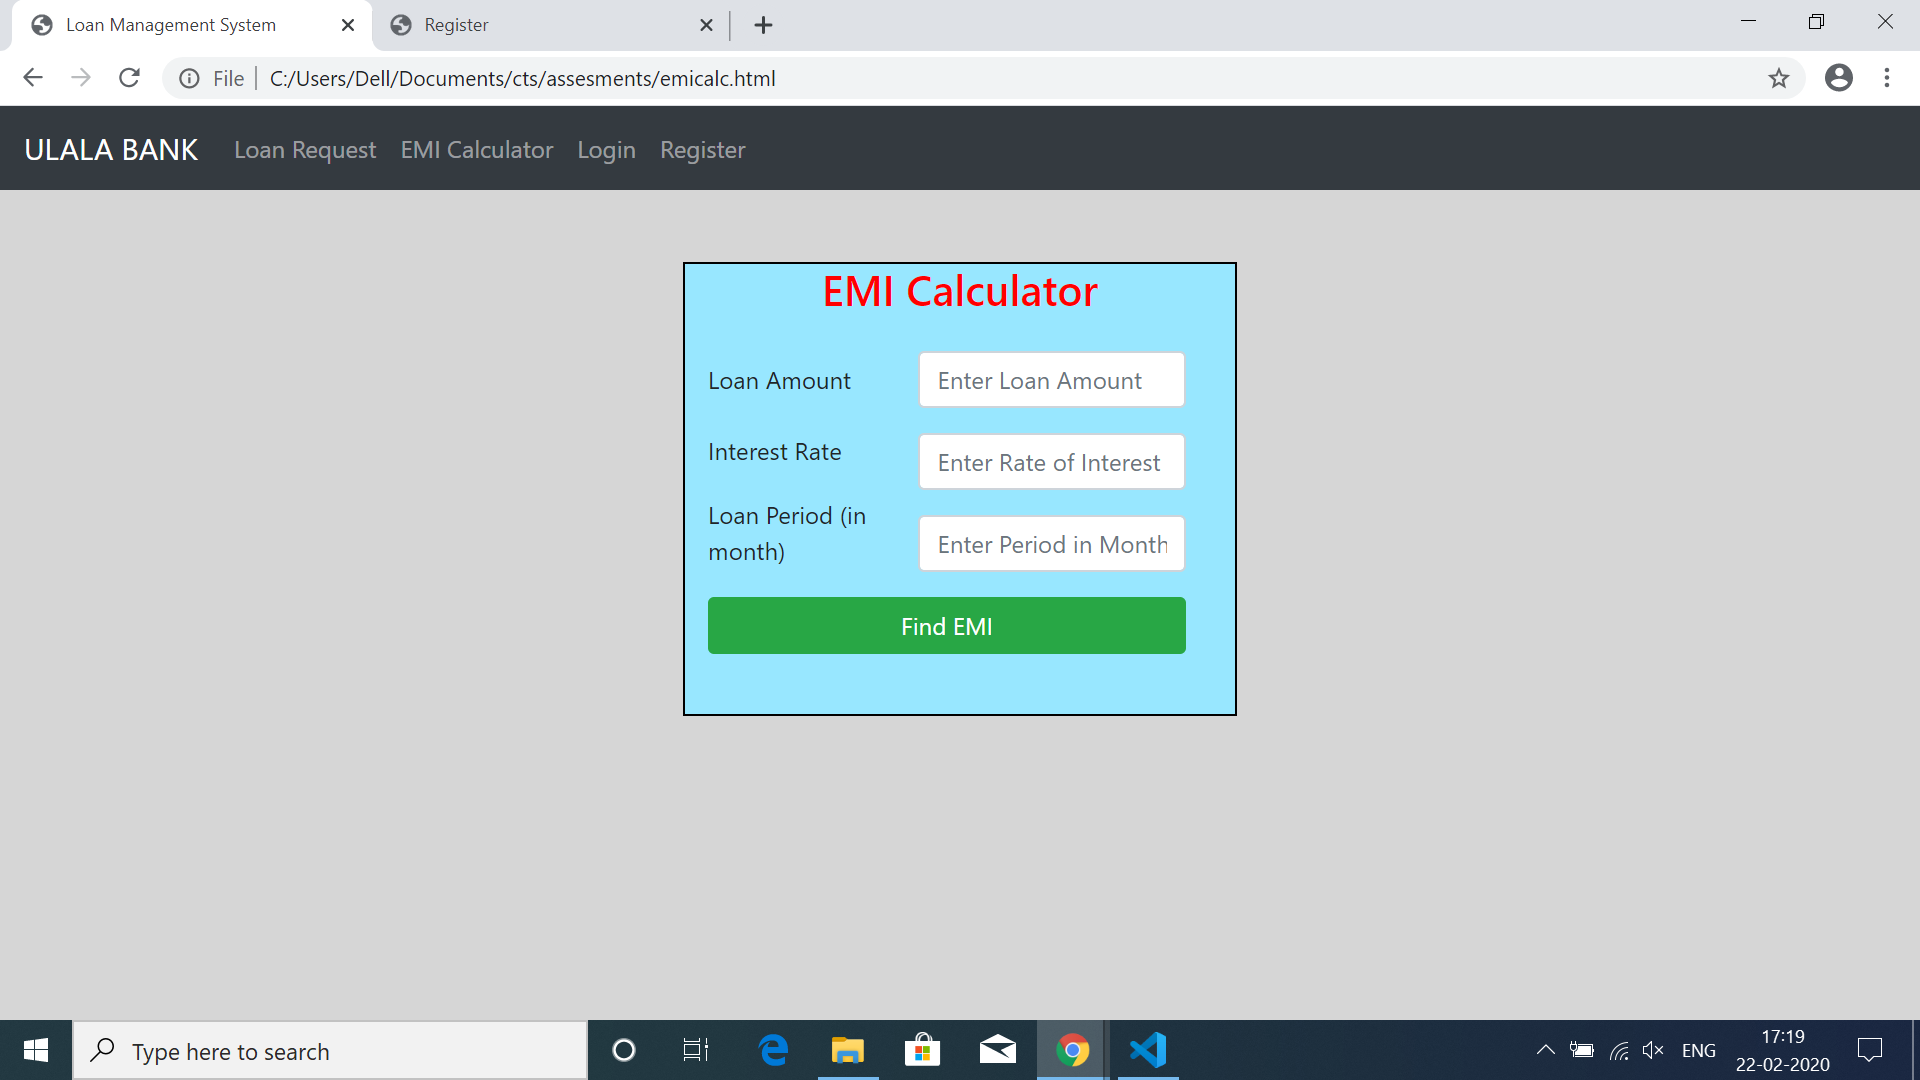 Loan Management System
Register
File
C:/Users/Dell/Documents/cts/assesments/emicalc.html
ULALA BANK
Loan Request
EMI Calculator
Login
Register
EMI Calculator
Loan Amount
Enter Loan Amount
Interest Rate
Enter Rate of Interest
Loan Period (in
month)
Enter Period in Month
Find EMI
Type here to search
ENG
17:19
22-02-2020